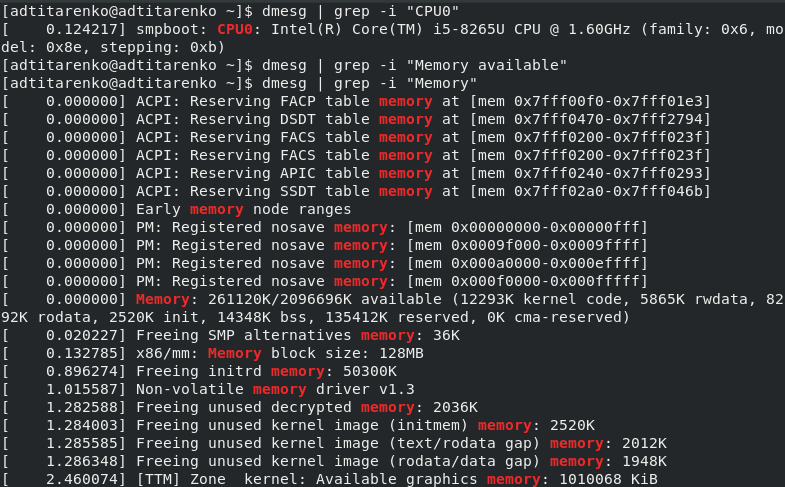 [adtitarenko@adtitarenko ~]$ dmesg | grep -i "CPU0"
[    0.124217] smpboot: CPU0: Intel(R) Core(TM) i5-8265U CPU @ 1.60GHz (family: 0x6, mo
del: 0x8e, stepping: 0xb)
[adtitarenko@adtitarenko ~]$ dmesg | grep -i "Memory available"
[adtitarenko@adtitarenko ~]$ dmesg | grep -i "Memory"
[    0.000000] ACPI: Reserving FACP table memory at [mem 0x7fff00f0-0x7fff01e3]
[    0.000000] ACPI: Reserving DSDT table memory at [mem 0x7fff0470-0x7fff2794]
[    0.000000] ACPI: Reserving FACS table memory at [mem 0x7fff0200-0x7fff023f]
[    0.000000] ACPI: Reserving FACS table memory at [mem 0x7fff0200-0x7fff023f]
[    0.000000] ACPI: Reserving APIC table memory at [mem 0x7fff0240-0x7fff0293]
[    0.000000] ACPI: Reserving SSDT table memory at [mem 0x7fff02a0-0x7fff046b]
[    0.000000] Early memory node ranges
[    0.000000] PM: Registered nosave memory: [mem 0x00000000-0x00000fff]
[    0.000000] PM: Registered nosave memory: [mem 0x0009f000-0x0009ffff]
[    0.000000] PM: Registered nosave memory: [mem 0x000a0000-0x000effff]
[    0.000000] PM: Registered nosave memory: [mem 0x000f0000-0x000fffff]
[    0.000000] Memory: 261120K/2096696K available (12293K kernel code, 5865K rwdata, 82
92K rodata, 2520K init, 14348K bss, 135412K reserved, 0K cma-reserved)
[    0.020227] Freeing SMP alternatives memory: 36K
[    0.132785] x86/mm: Memory block size: 128MB
[    0.896274] Freeing initrd memory: 50300K
[    1.015587] Non-volatile memory driver v1.3
[    1.282588] Freeing unused decrypted memory: 2036K
[    1.284003] Freeing unused kernel image (initmem) memory: 2520K
[    1.285585] Freeing unused kernel image (text/rodata gap) memory: 2012K
[    1.286348] Freeing unused kernel image (rodata/data gap) memory: 1948K
[    2.460074] [TTM] Zone  kernel: Available graphics memory: 1010068 KiB